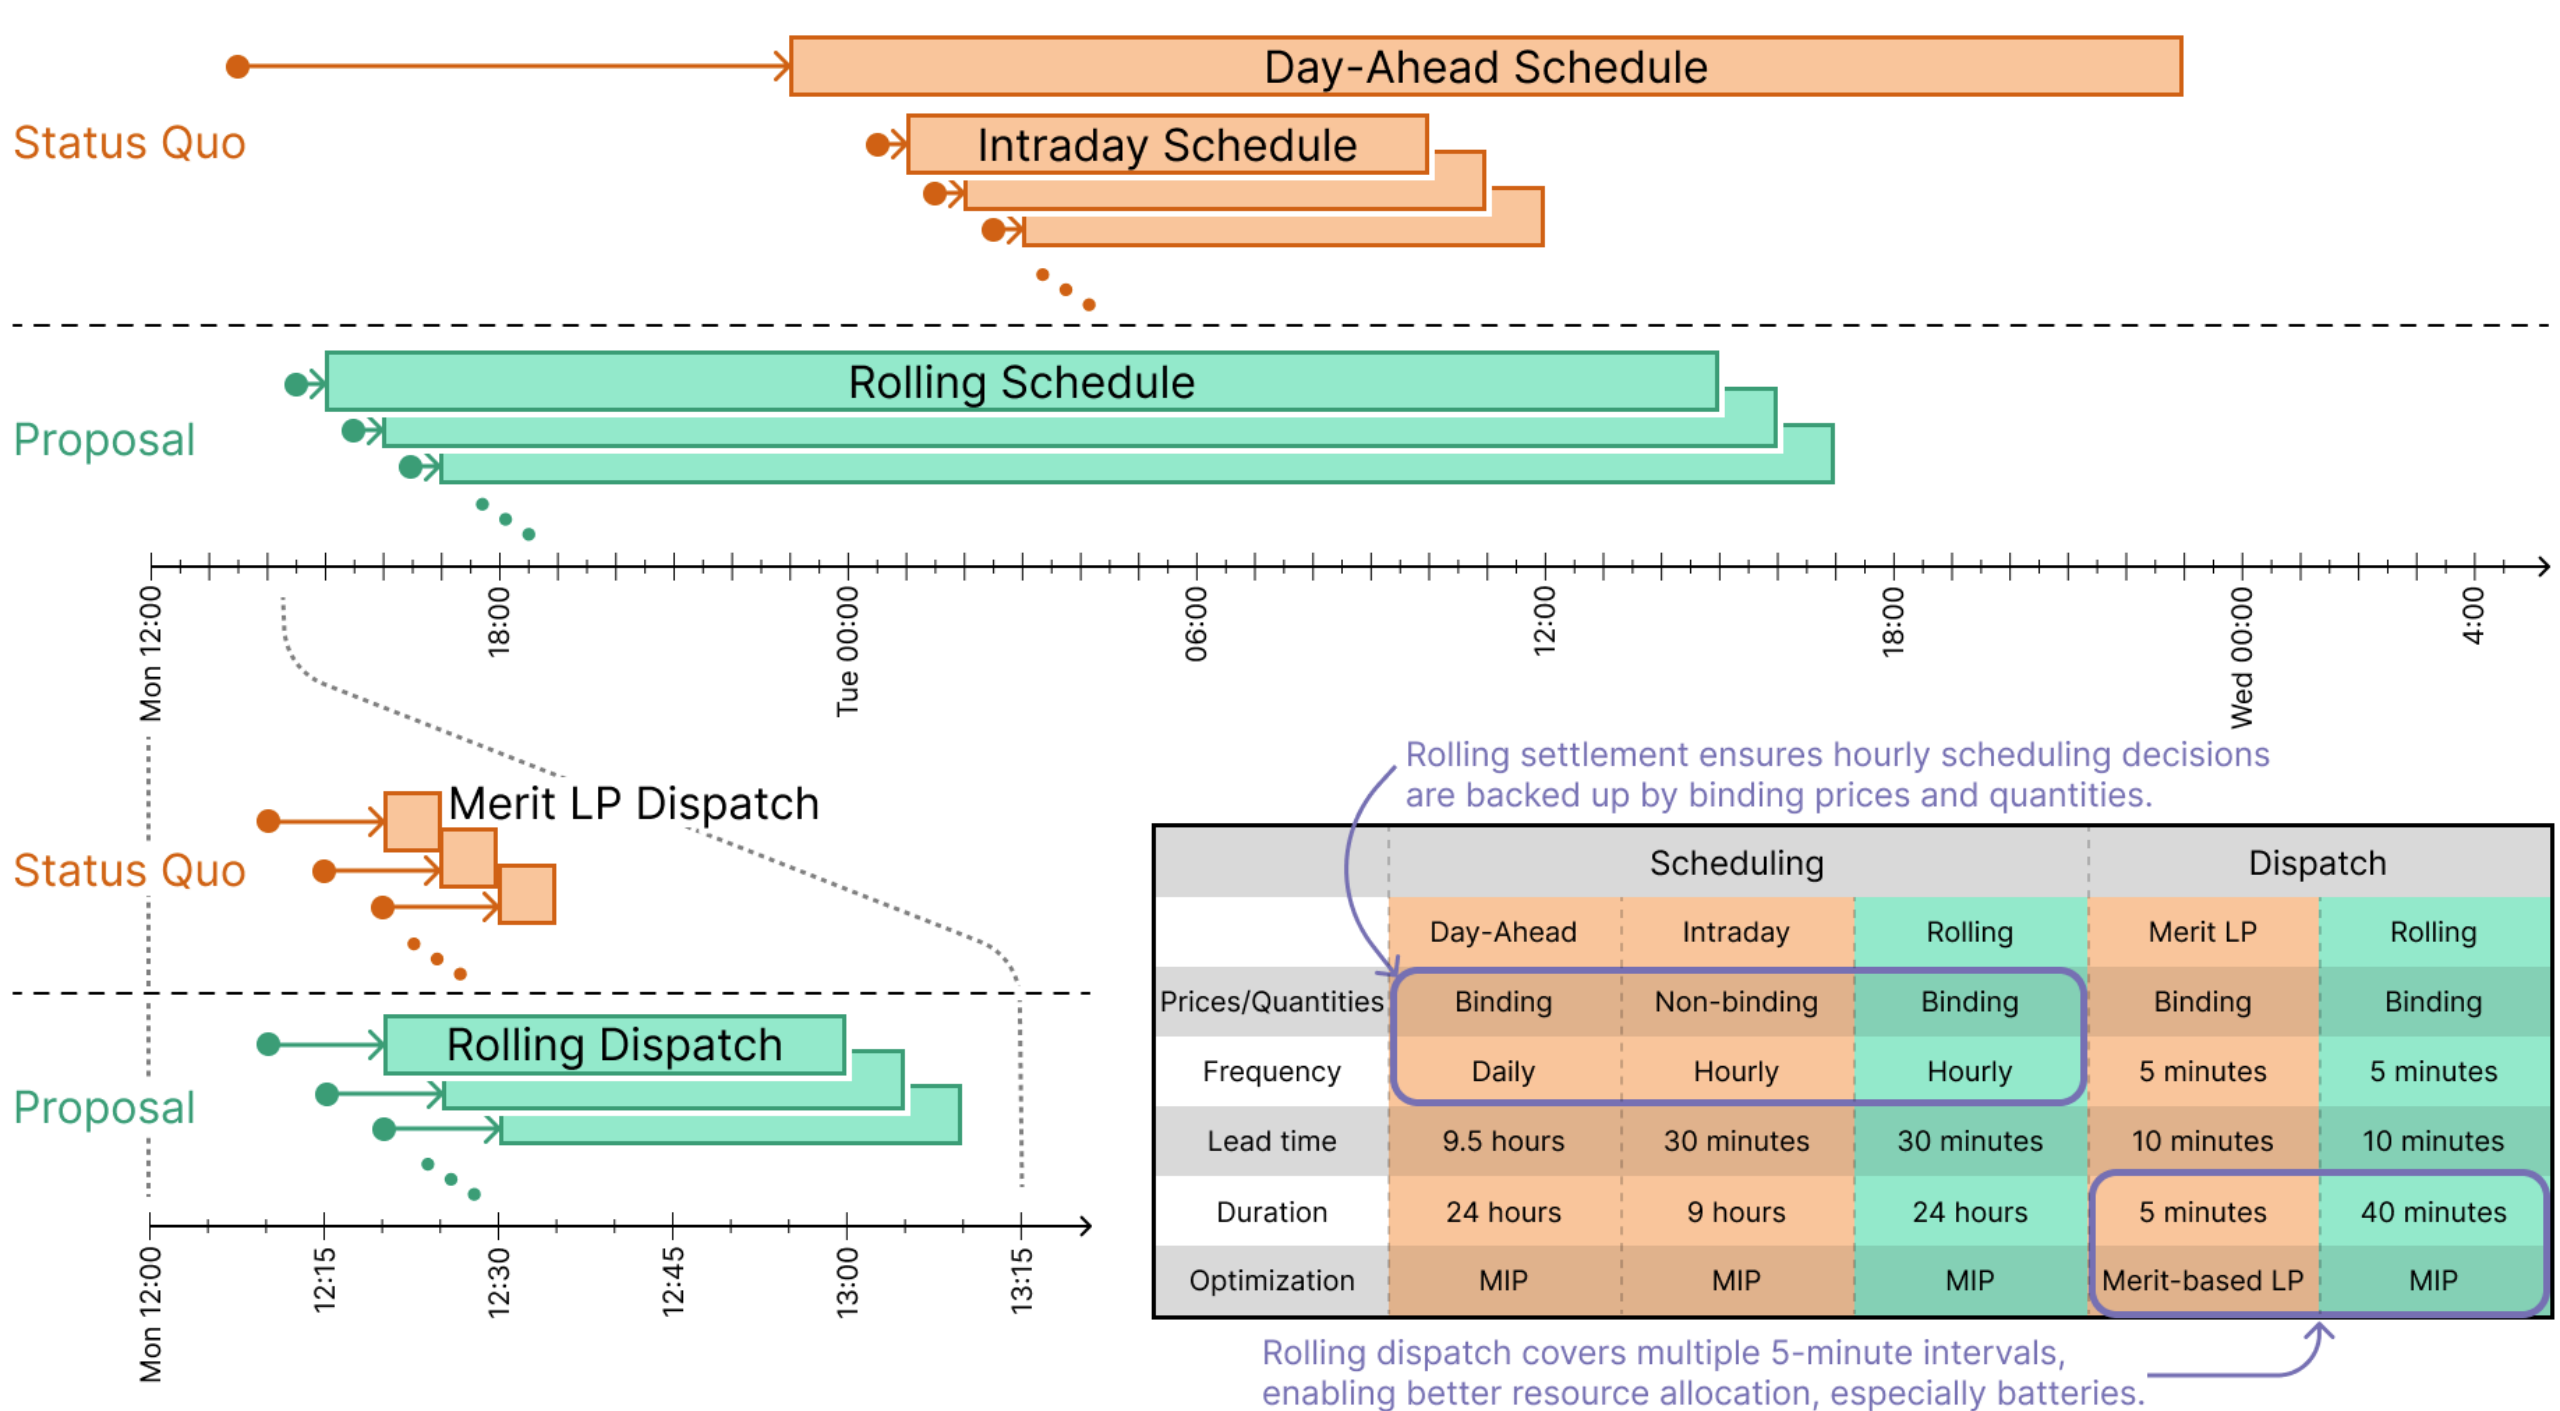 Day-Ahead Schedule
Status Quo
Intraday Schedule
Rolling Schedule
Proposal
Mon 12:00
18:00
Tue 00:00
06:00
12:00
18:00
Wed 00:00
4:00
Merit LP Dispatch
Status Quo
Rolling Dispatch
Proposal
Mon 12:00
12:15
12:30
12:45
13:00
13:15
Rolling settlement ensures hourly scheduling decisions
are backed up by binding prices and quantities.
Scheduling Dispatch
Day-Ahead Intraday Rolling Merit LP Rolling
Prices/Quantities Binding Non-binding Binding Binding Binding
Frequency Daily Hourly Hourly 5 minutes 5 minutes
Lead time 9.5 hours 30 minutes 30 minutes 10 minutes 10 minutes
Duration 24 hours 9 hours 24 hours 5 minutes 40 minutes
Optimization MIP MIP MIP Merit-based LP MIP
Rolling dispatch covers multiple 5-minute intervals,
enabling better resource allocation, especially batteries.